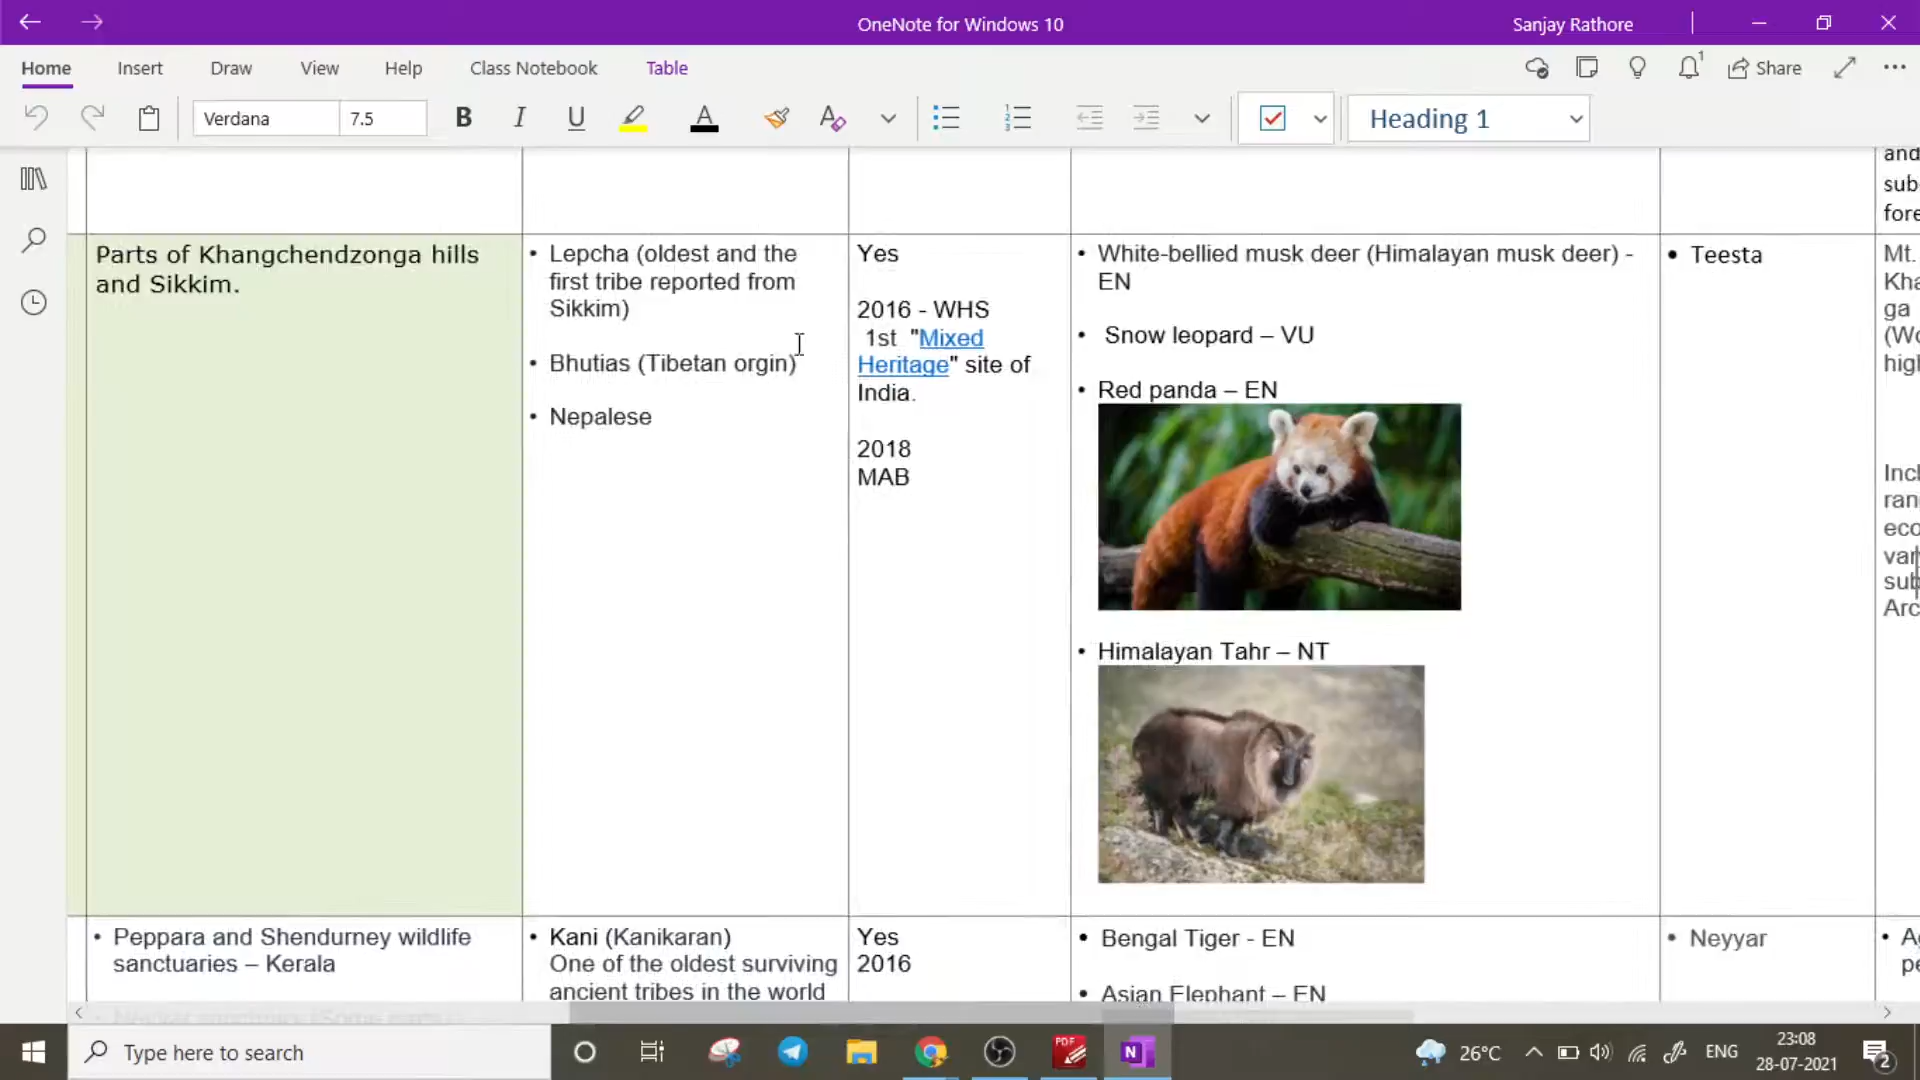 OneNote for Windows 10
Sanjay Rathore
Home
Insert
Draw
View
Help
Class Notebook
Table
1
Share
Verdana
7.5
B
I
U
A
A
Heading 1
Parts of Khangchendzonga hills
and Sikkim.
• Lepcha (oldest and the
first tribe reported from
Sikkim)
• Bhutias (Tibetan orgin)
• Nepalese
Yes
2016 - WHS
1st "Mixed
Heritage" site of
India.
2018
MAB
• White-bellied musk deer (Himalayan musk deer) -
EN
• Snow leopard – VU
• Red panda – EN
• Himalayan Tahr – NT
• Teesta
and
sub
fore
Mt.
Kha
ga
(Wo
high
Incl
ran
eco
var
sub
Arc
• Peppara and Shendurney wildlife
sanctuaries – Kerala
• Kani (Kanikaran)
One of the oldest surviving
ancient tribes in the world
Yes
2016
• Bengal Tiger - EN
• Asian Elephant – EN
• Neyyar
Type here to search
PDF
N
26°C
ENG
23:08
28-07-2021
2